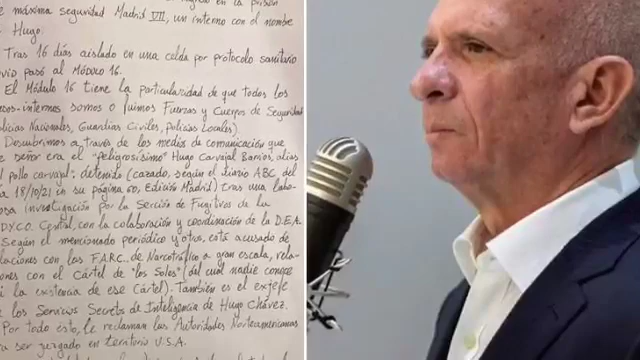 ingresó en la prisión
de máxima seguridad Madrid VII, un interno con el nombre
Hugo.
Tras 16 días aislado en una celda por protocolo sanitario
pasó al Módulo 16.
El Módulo 16 tiene la particularidad de que todos los
internos somos o fuimos Fuerzas y Cuerpos de Seguridad
Nacionales, Guardias Civiles, Policías Locales).
Descubrimos a través de los medios de comunicación que
señor era el "peligrosísimo" Hugo Carvajal Barrios, alias
pollo carvajal; detenido (cazado, según el diario ABC del
18/10/21 en su página 60, Edición Madrid) tras una labo-
investigación por la Sección de Fugitivos de la
Central, con la colaboración y coordinación de la D.E.A.
Según el mencionado periódico y otros, está acusado de
con las F.A.R.C. de Narcotráfico a gran escala, rela-
con el Cártel de "los Soles" (del cual nadie conoce
la existencia de ese Cártel). También es el exjefe
los Servicios Secrets de Inteligencia de Hugo Chávez.
Por todo esto, le reclaman las Autoridades Norteamericanas
ser juzgado en territorio U.S.A.